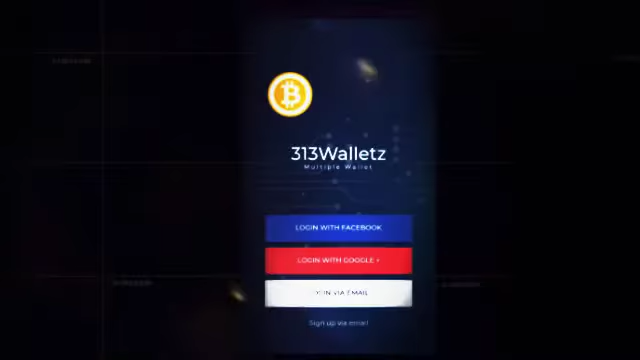 313Walletz
Multiple Wallet
LOGIN WITH FACEBOOK
LOGIN WITH GOOGLE +
VIA EMAIL
Sign up via email